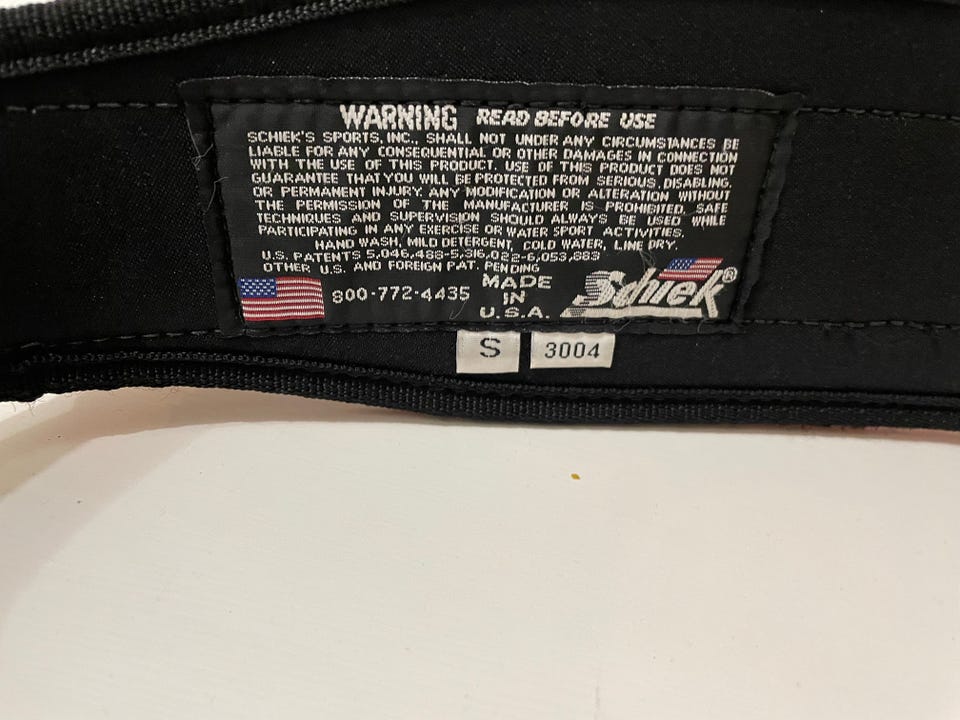 WARNING READ BEFORE USE
SCHIEK'S SPORTS, INC., SHALL NOT UNDER ANY CIRCUMSTANCES BE
LIABLE FOR ANY CONSEQUENTIAL OR OTHER DAMAGES IN CONNECTION
WITH THE USE OF THIS PRODUCT. USE OF THIS PRODUCT DOES NOT
GUARANTEE THAT YOU WILL BE PROTECTED FROM SERIOUS, DISABLING,
OR PERMANENT INJURY. ANY MODIFICATION OR ALTERATION WITHOUT
THE PERMISSION OF THE MANUFACTURER IS PROHIBITED. SAFE
TECHNIQUES AND SUPERVISION SHOULD ALWAYS BE USED WHILE
PARTICIPATING IN ANY EXERCISE OR WATER SPORT ACTIVITIES.
HAND WASH, MILD DETERGENT, COLD WATER, LINE DRY.
U.S. PATENTS 5,046,488-5,316,022-6,053,883
OTHER U.S. AND FOREIGN PAT. PENDING
800-772-4435
MADE
IN
U.S.A.
Schiek®
S
3004